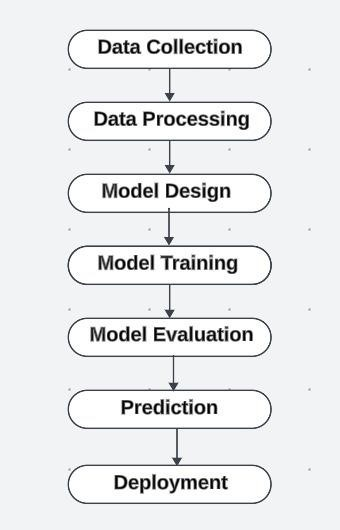 Data Collection
Data Processing
Model Design
Model Training
Model Evaluation
Prediction
Deployment